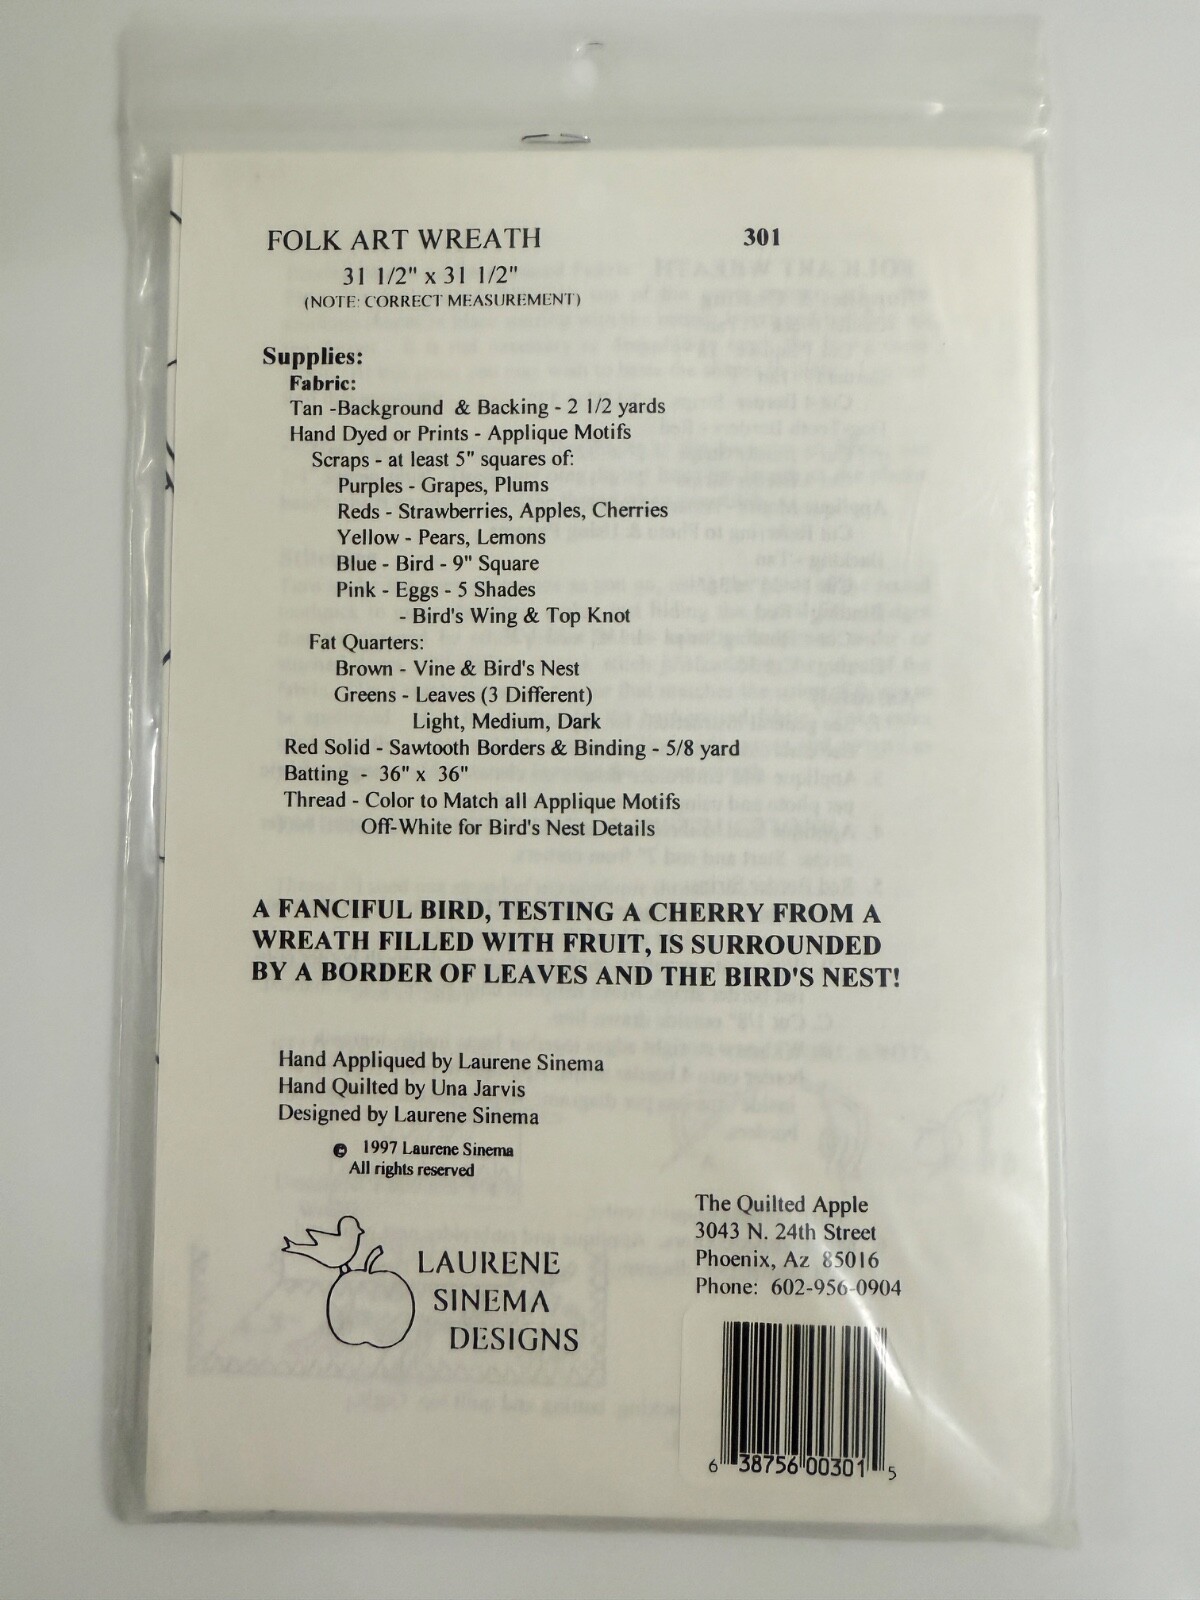 FOLK ART WREATH 301
31 1/2" x 31 1/2"
(NOTE: CORRECT MEASUREMENT)
Supplies:
Fabric:
Tan -Background & Backing - 2 1/2 yards
Hand Dyed or Prints - Applique Motifs
Scraps - at least 5" squares of:
Purples - Grapes, Plums
Reds - Strawberries, Apples, Cherries
Yellow - Pears, Lemons
Blue - Bird - 9" Square
Pink - Eggs - 5 Shades
- Bird's Wing & Top Knot
Fat Quarters:
Brown - Vine & Bird's Nest
Greens - Leaves (3 Different)
Light, Medium, Dark
Red Solid - Sawtooth Borders & Binding - 5/8 yard
Batting - 36" x 36"
Thread - Color to Match all Applique Motifs
Off-White for Bird's Nest Details
A FANCIFUL BIRD, TESTING A CHERRY FROM A
WREATH FILLED WITH FRUIT, IS SURROUNDED
BY A BORDER OF LEAVES AND THE BIRD'S NEST!
Hand Appliqued by Laurene Sinema
Hand Quilted by Una Jarvis
Designed by Laurene Sinema
© 1997 Laurene Sinema
All rights reserved
LAURENE
SINEMA
DESIGNS
The Quilted Apple
3043 N. 24th Street
Phoenix, Az 85016
Phone: 602-956-0904
6 38756 00301 5